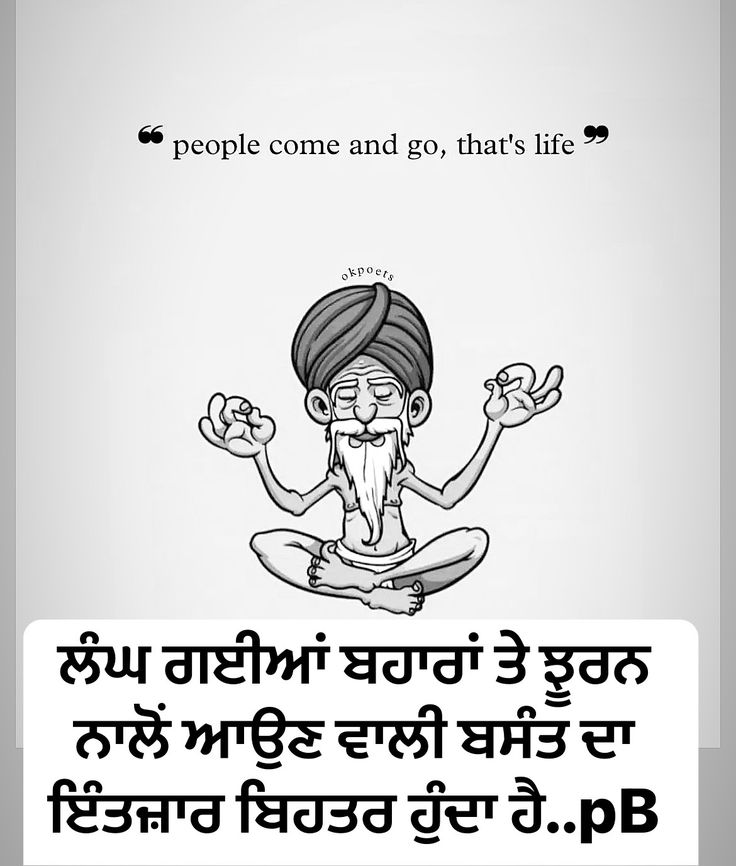 ❝ people come and go, that's life ❞
okpoets
ਲੰਘ ਗਈਆਂ ਬਹਾਰਾਂ ਤੇ ਝੂਰਨ
ਨਾਲੋਂ ਆਉਣ ਵਾਲੀ ਬਸੰਤ ਦਾ
ਇੰਤਜ਼ਾਰ ਬਿਹਤਰ ਹੁੰਦਾ ਹੈ..pB